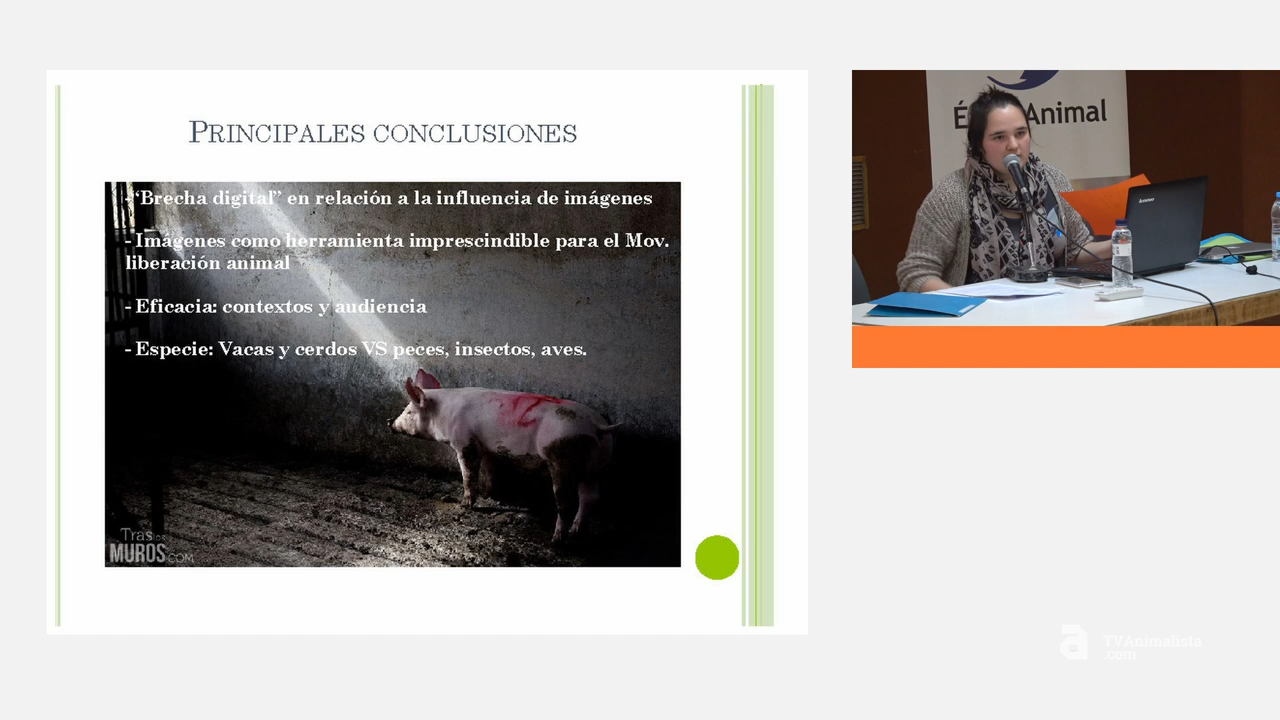 PRINCIPALES CONCLUSIONES
- "Brecha digital" en relación a la influencia de imágenes
- Imágenes como herramienta imprescindible para el Mov.
liberación animal
- Eficacia: contextos y audiencia
- Especie: Vacas y cerdos VS peces, insectos, aves.
Tras los
MUROS.COM
Animal
lenovo
TVAnimalista
.com